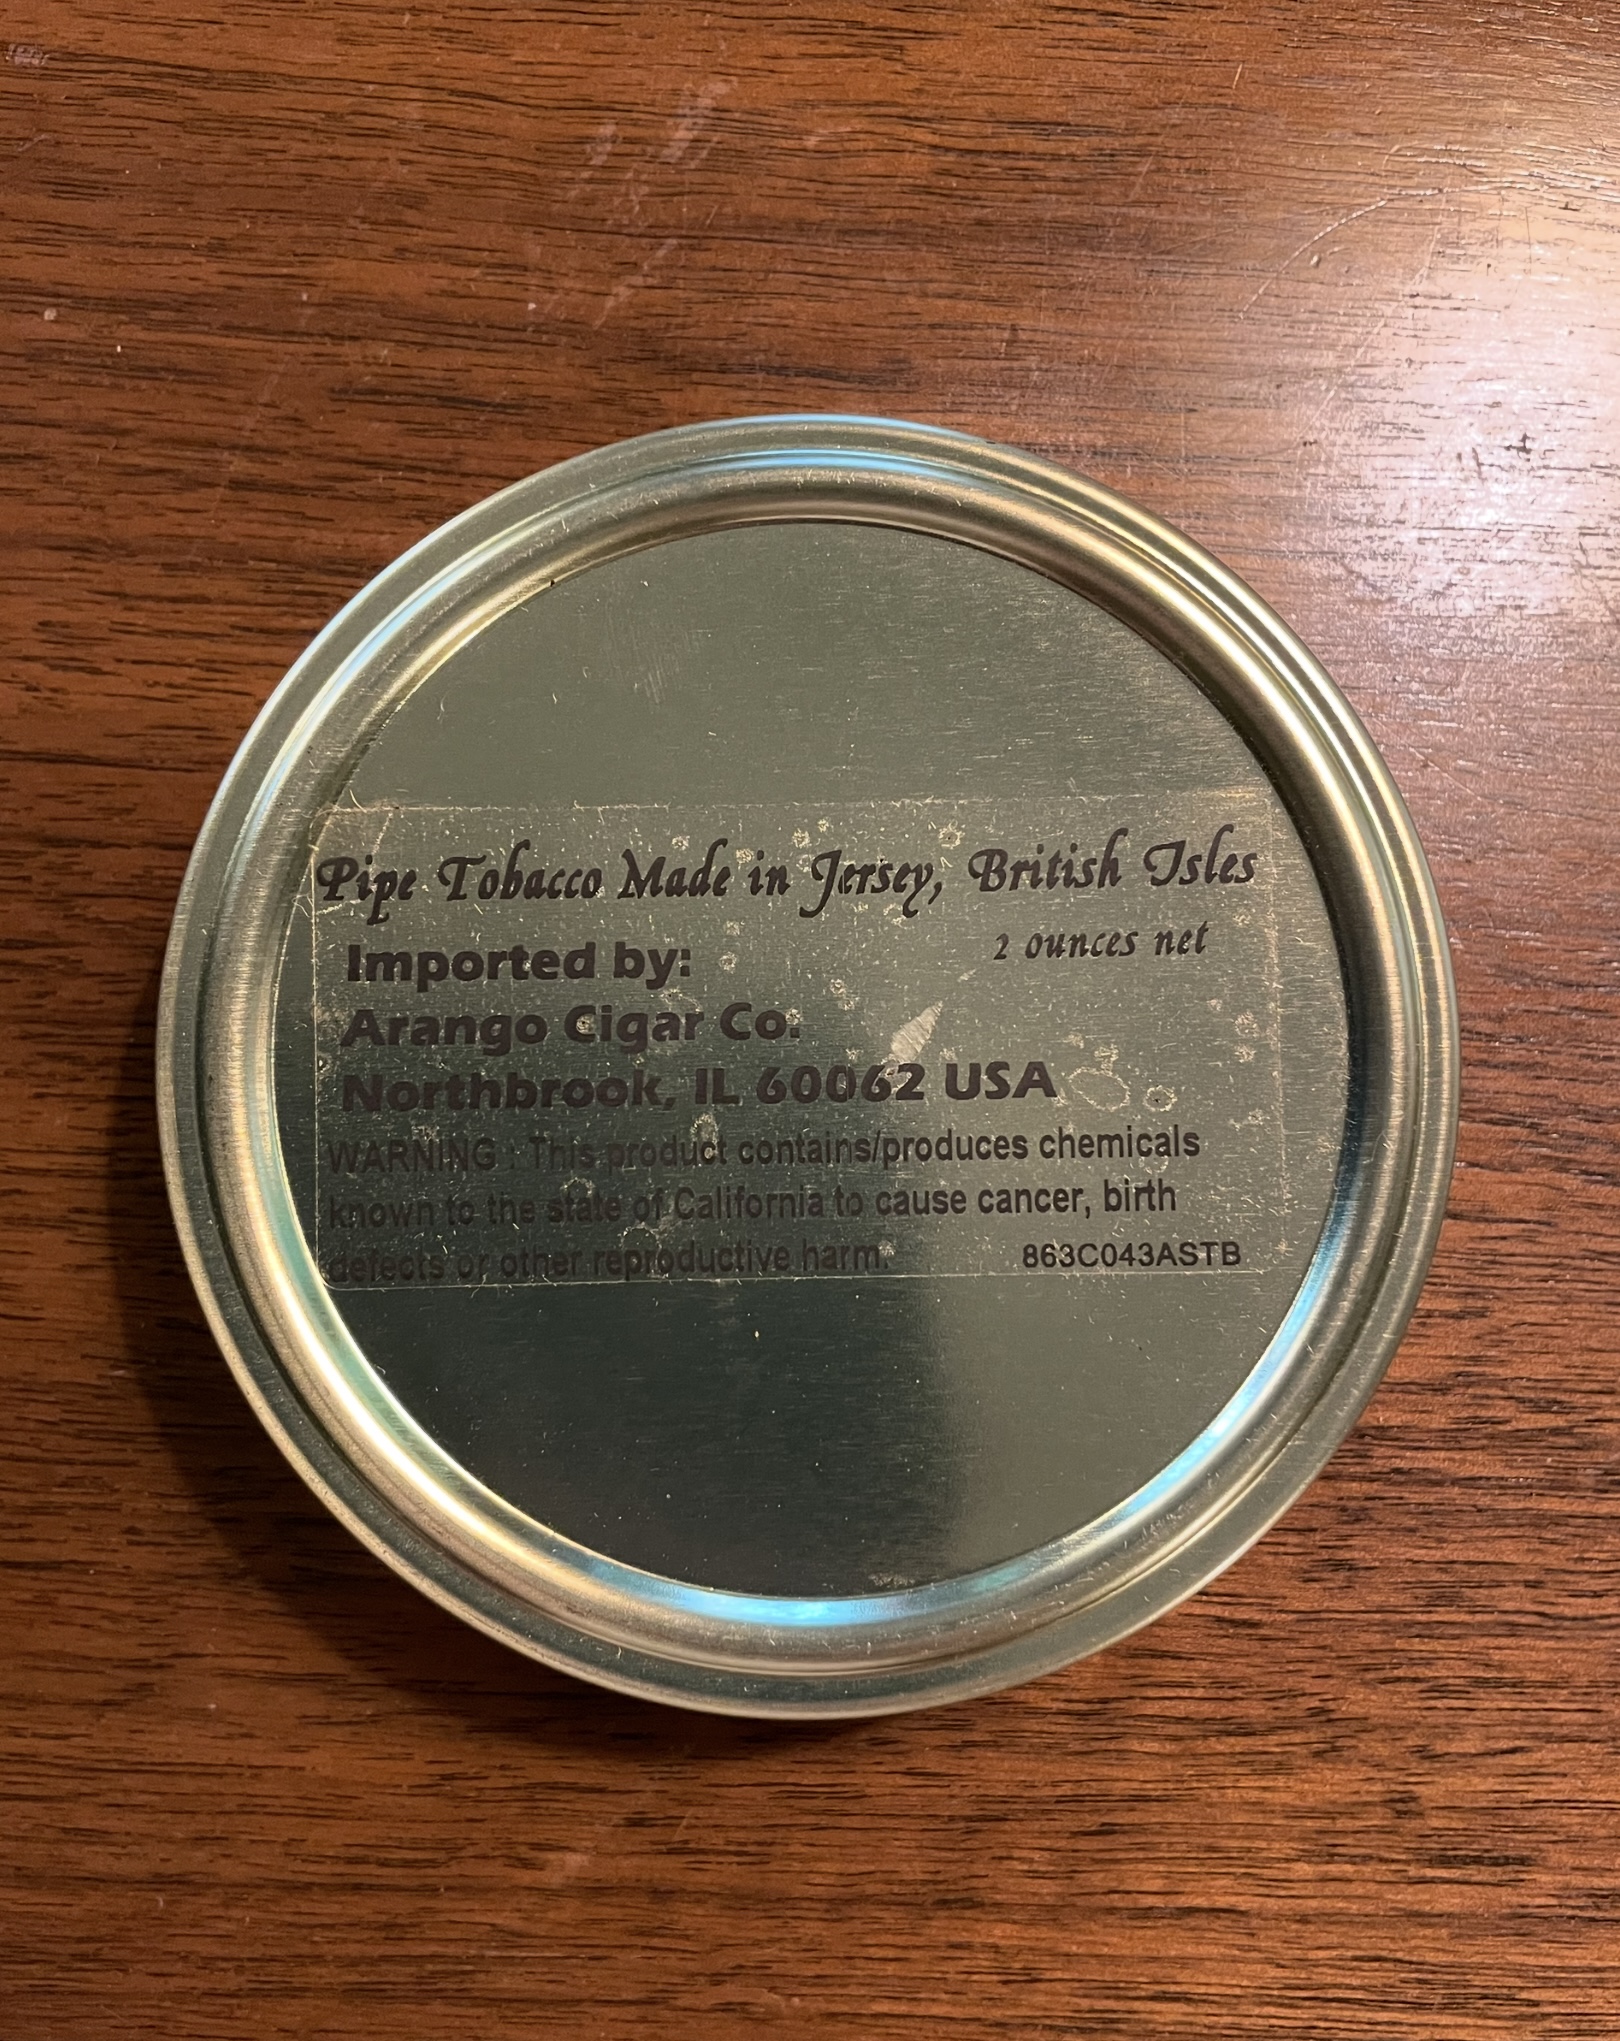 Pipe Tobacco Made in Jersey, British Isles
2 ounces net
Imported by:
Arango Cigar Co.
Northbrook, IL 60062 USA
WARNING : This product contains/produces chemicals
known to the state of California to cause cancer, birth
defects or other reproductive harm.
863C043ASTB